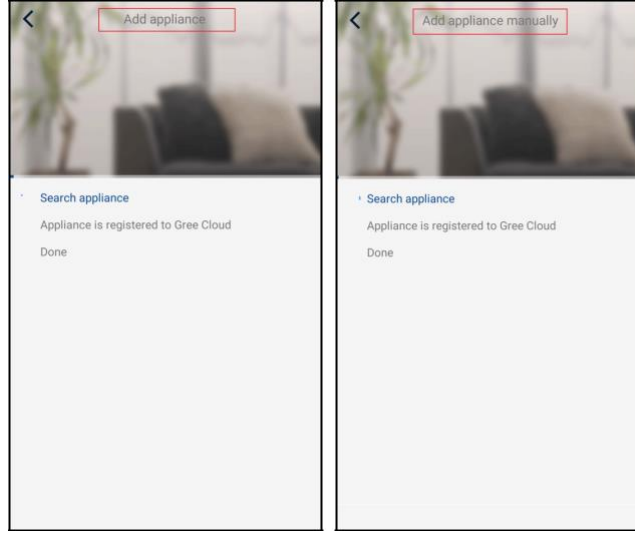 Add appliance
Search appliance
Appliance is registered to Gree Cloud
Done
Add appliance manually
Search appliance
Appliance is registered to Gree Cloud
Done